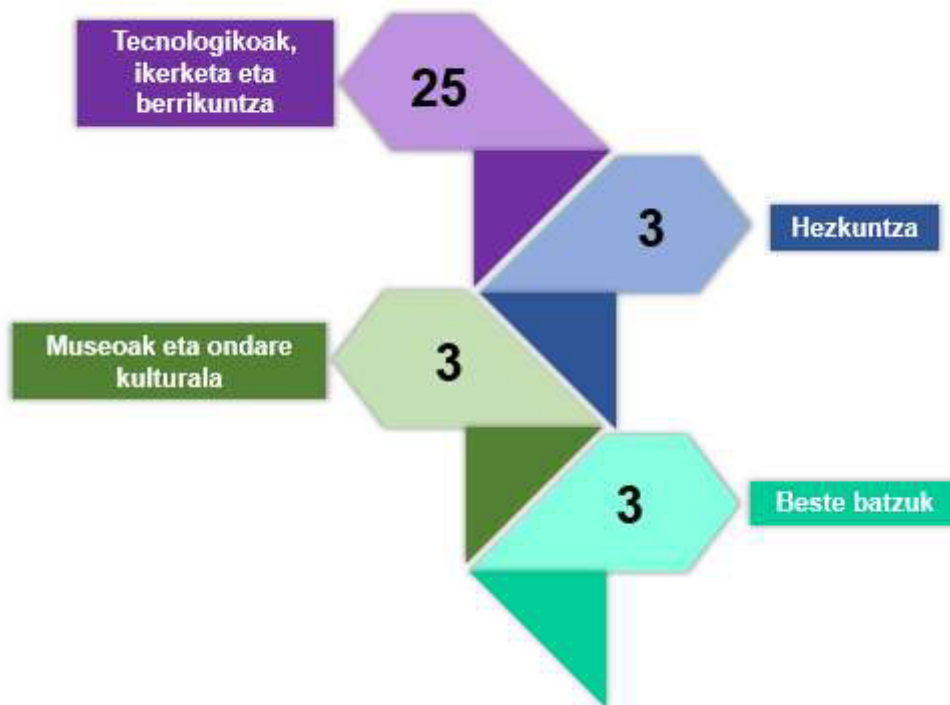 Tecnologikoak,
ikerketa eta
berrikuntza
25
3
Hezkuntza
Museoak eta ondare
kulturala
3
3
Beste batzuk